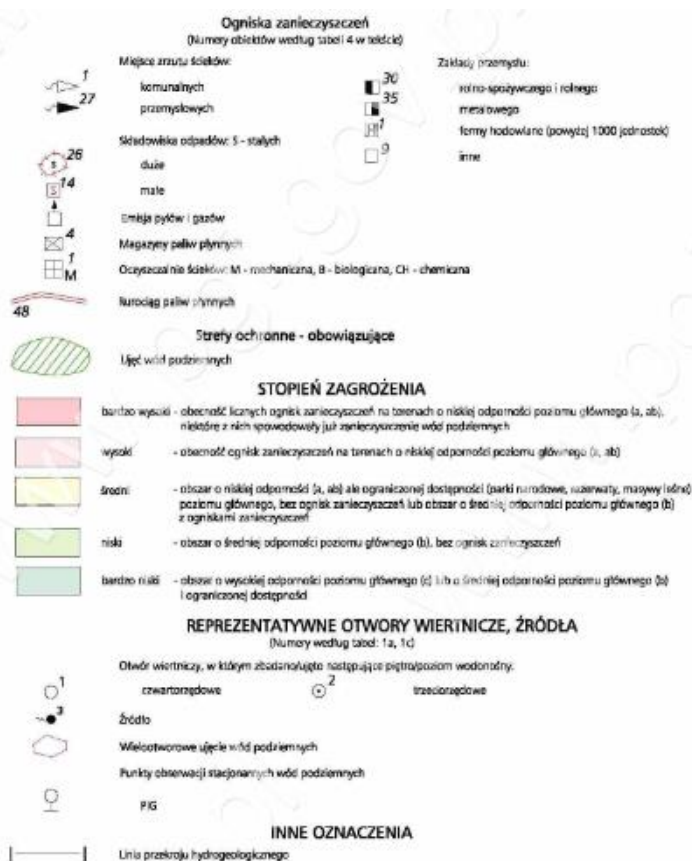 Ogniska zanieczyszczeń
(Numery obiektów według tabeli 4 w tekście)
Miejsce zrzutu ścieków:
1
komunalnych
27
przemysłowych
Składowiska odpadów: S - stałych
26
S
duże
14
S
małe
Emisja pyłów i gazów
4
Magazyny paliw płynnych
1
M
Oczyszczalnie ścieków: M - mechaniczna, B - biologiczna, CH - chemiczna
48
Rurociąg paliw płynnych
Zakłady przemysłu:
30
rolno-spożywczego i rolnego
35
metalowego
H 1
fermy hodowlane (powyżej 1000 jednostek)
9
inne
Strefy ochronne - obowiązujące
Ujęć wód podziemnych
STOPIEŃ ZAGROŻENIA
bardzo wysoki - obecność licznych ognisk zanieczyszczeń na terenach o niskiej odporności poziomu głównego (a, ab),
niektóre z nich spowodowały już zanieczyszczenie wód podziemnych
wysoki - obecność ognisk zanieczyszczeń na terenach o niskiej odporności poziomu głównego (a, ab)
średni - obszar o niskiej odporności (a, ab) ale ograniczonej dostępności (parki narodowe, rezerwaty, masywy leśne)
poziomu głównego, bez ognisk zanieczyszczeń lub obszar o średniej odporności poziomu głównego (b)
z ogniskami zanieczyszczeń
niski - obszar o średniej odporności poziomu głównego (b), bez ognisk zanieczyszczeń
bardzo niski - obszar o wysokiej odporności poziomu głównego (c) lub o średniej odporności poziomu głównego (b)
i ograniczonej dostępności
REPREZENTATYWNE OTWORY WIERTNICZE, ŹRÓDŁA
(Numery według tabel: 1a, 1c)
Otwór wiertniczy, w którym zbadano/ujęto następujące piętro/poziom wodonośny:
1
czwartorzędowe
2
trzeciorzędowe
3
Źródło
Wielootworowe ujęcie wód podziemnych
Punkty obserwacji stacjonarnych wód podziemnych
PIG
INNE OZNACZENIA
Linia przekroju hydrogeologicznego